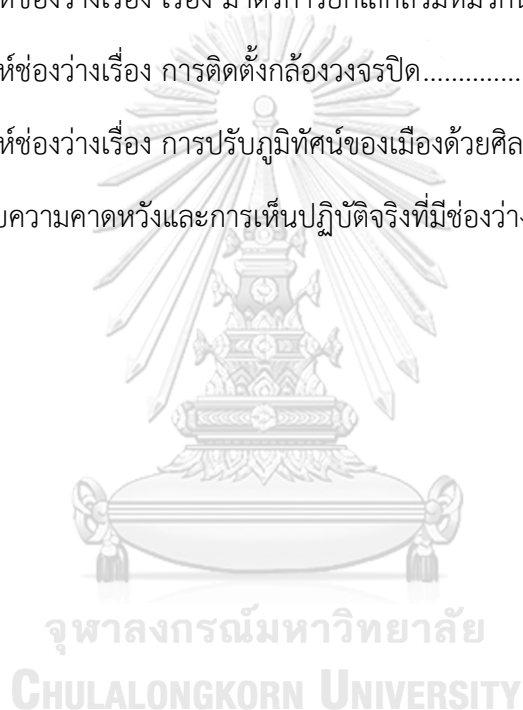 ห์ช่องว่างเรื่อง การติดตั้งกล้องวงจรปิด..............
ห์ช่องว่างเรื่อง การปรับภูมิทัศน์ของเมืองด้วยศิล
บความคาดหวังและการเห็นปฏิบัติจริงที่มีช่องว่าง
จุฬาลงกรณ์มหาวิทยาลัย
CHULALONGKORN UNIVERSITY